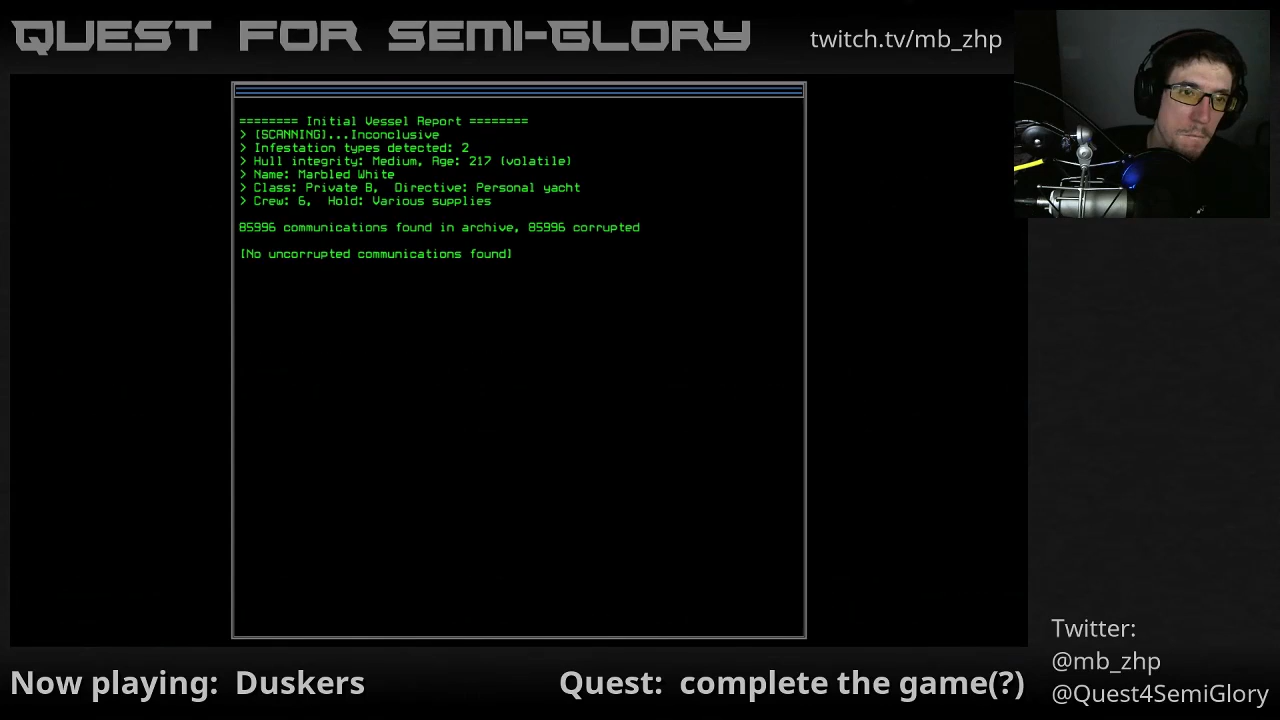 QUEST FOR SEMI-GLORY
twitch.tv/mb_zhp
======== Initial Vessel Report ========
> [SCANNING]...Inconclusive
> Infestation types detected: 2
> Hull integrity: Medium, Age: 217 (volatile)
> Name: Marbled White
> Class: Private B,  Directive: Personal yacht
> Crew: 6,  Hold: Various supplies
85996 communications found in archive, 85996 corrupted
[No uncorrupted communications found]
Twitter:
@mb_zhp
@Quest4SemiGlory
Now playing:  Duskers
Quest:  complete the game(?)